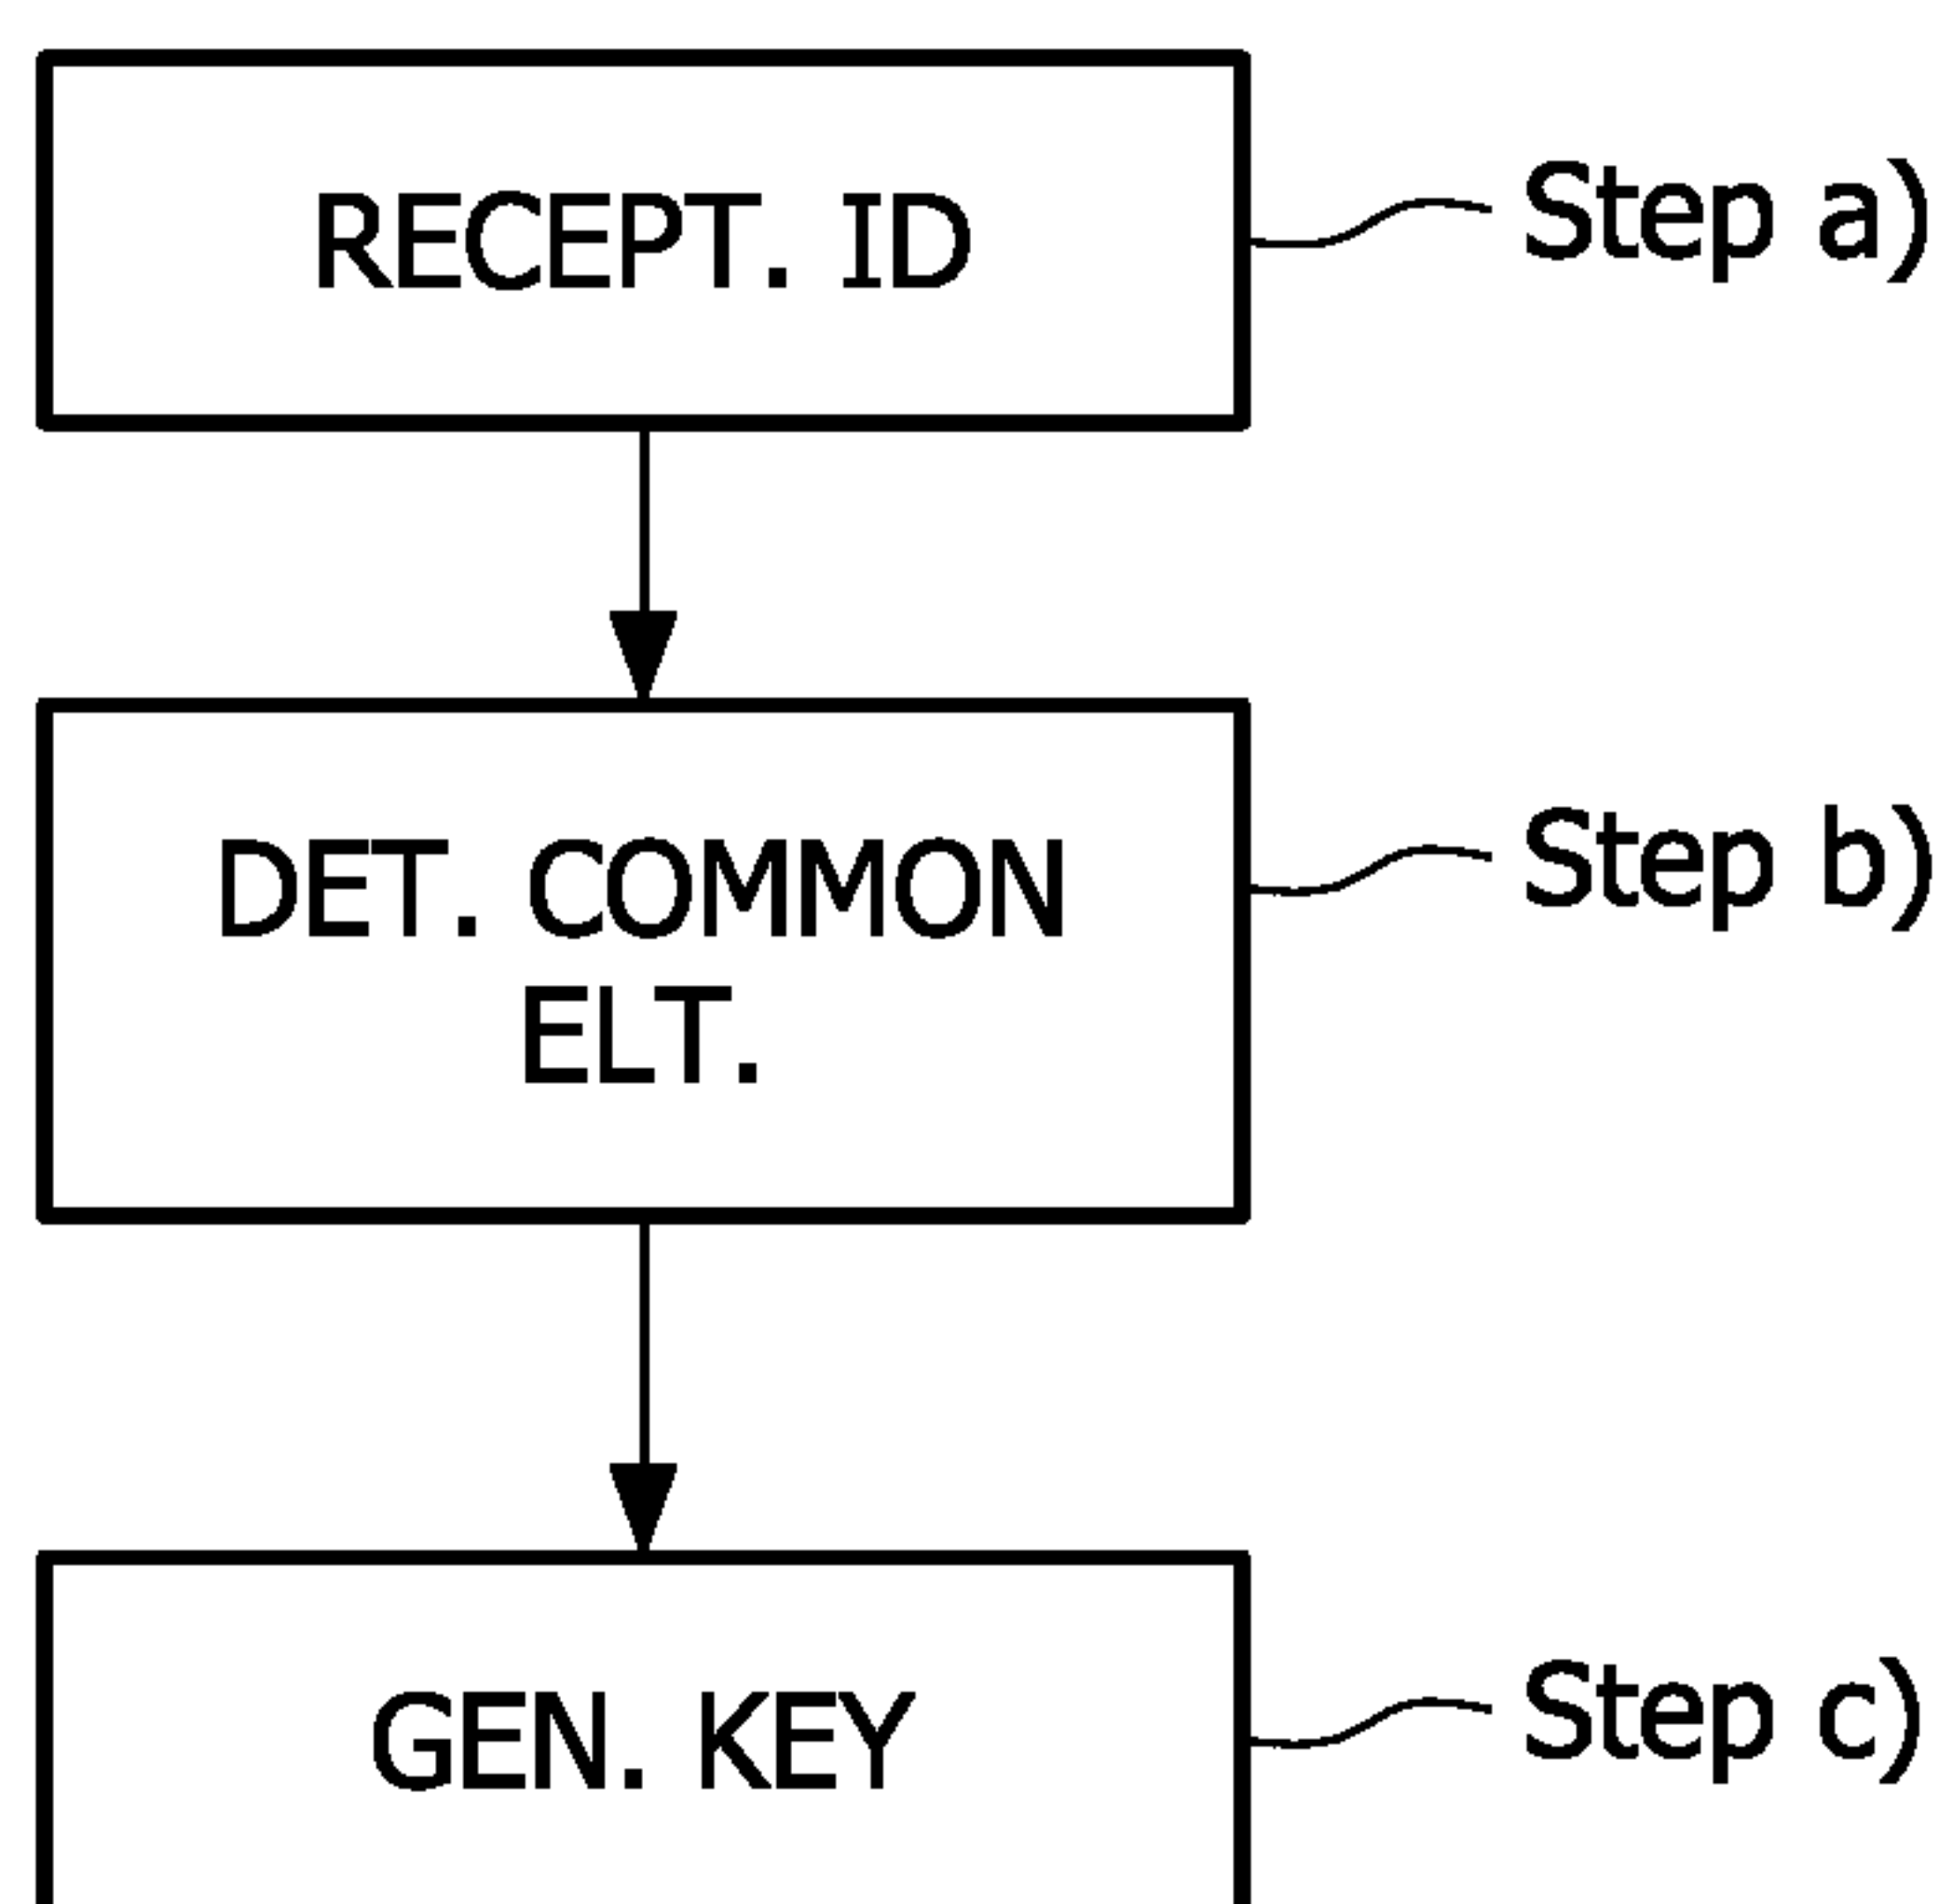 RECEPT. ID
Step a)
DET. COMMON
ELT.
Step b)
GEN. KEY
Step c)